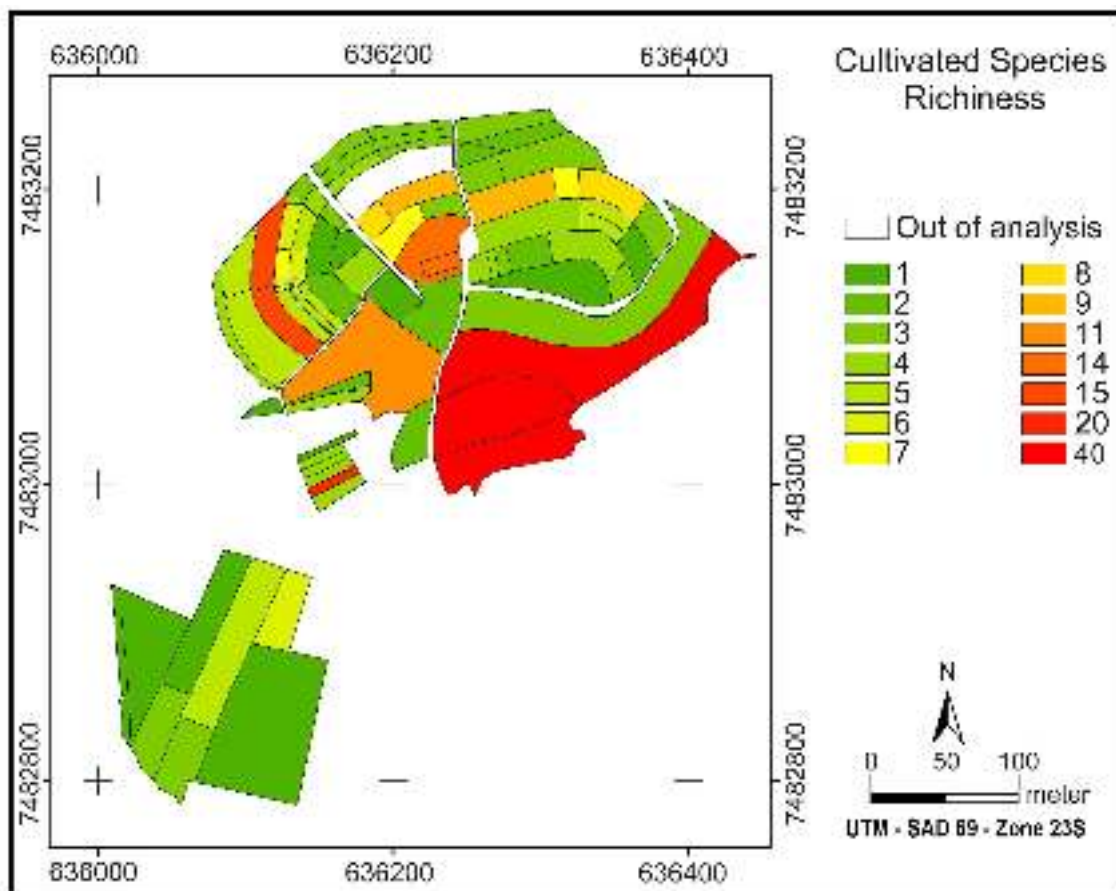 636000 636200 636400
Cultivated Species
Richiness
7483200 7483200
Out of analysis
1 8
2 9
3 11
4 14
5 15
6 20
7 40
7483000 7483000
N
7482800 7482800
0 50 100
meter
UTM - SAD 69 - Zone 23S
636000 636200 636400